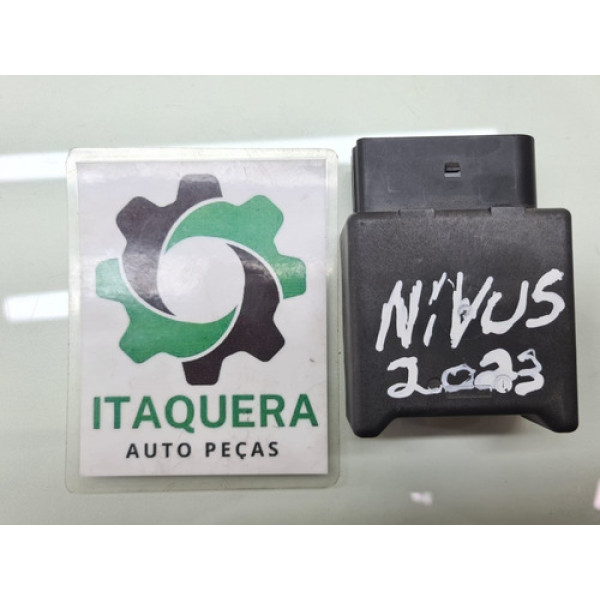 ITAQUERA
AUTO PEÇAS
NiVUS
2023